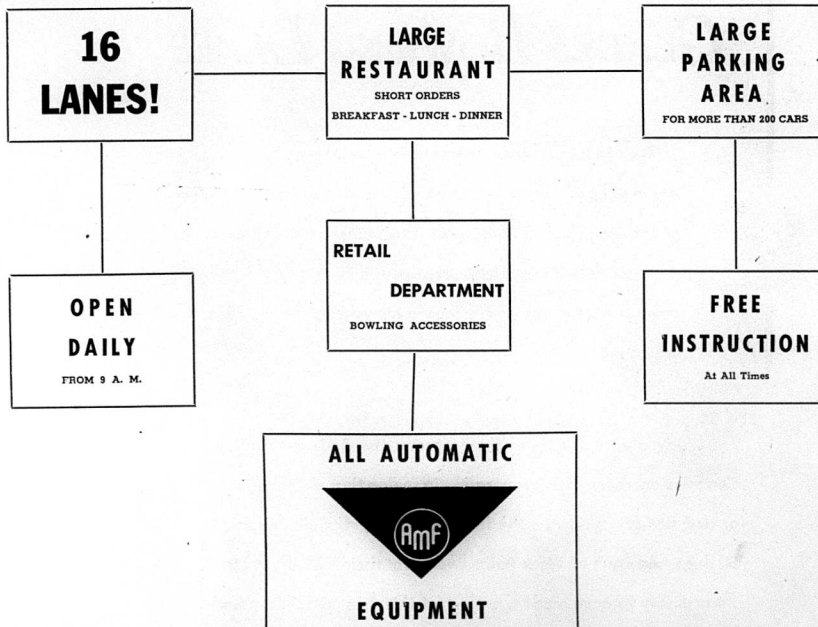 16
LANES!
LARGE
RESTAURANT
SHORT ORDERS
BREAKFAST - LUNCH - DINNER
LARGE
PARKING
AREA
FOR MORE THAN 200 CARS
OPEN
DAILY
FROM 9 A. M.
RETAIL
DEPARTMENT
BOWLING ACCESSORIES
FREE
INSTRUCTION
At All Times
ALL AUTOMATIC
AMF
EQUIPMENT